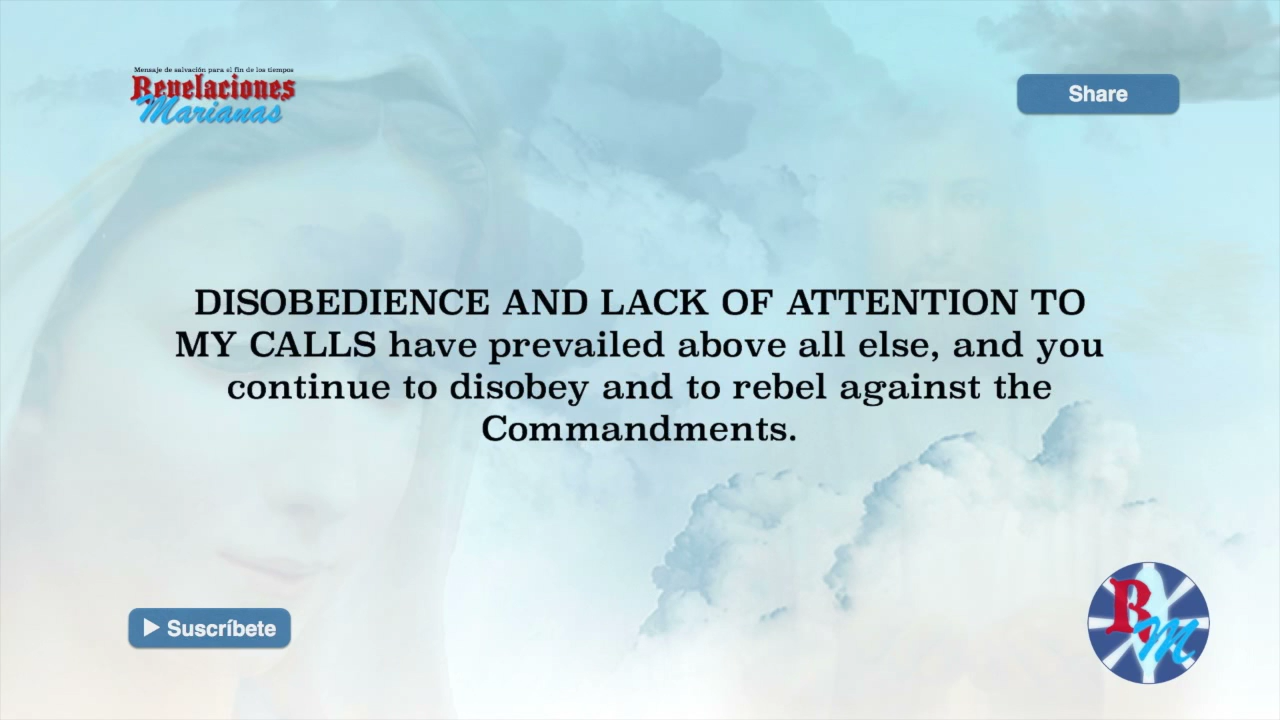 Mensaje de salvación para el fin de los tiempos
Revelaciones
Marianas
Share
DISOBEDIENCE AND LACK OF ATTENTION TO
MY CALLS have prevailed above all else, and you
continue to disobey and to rebel against the
Commandments.
Suscríbete
RM